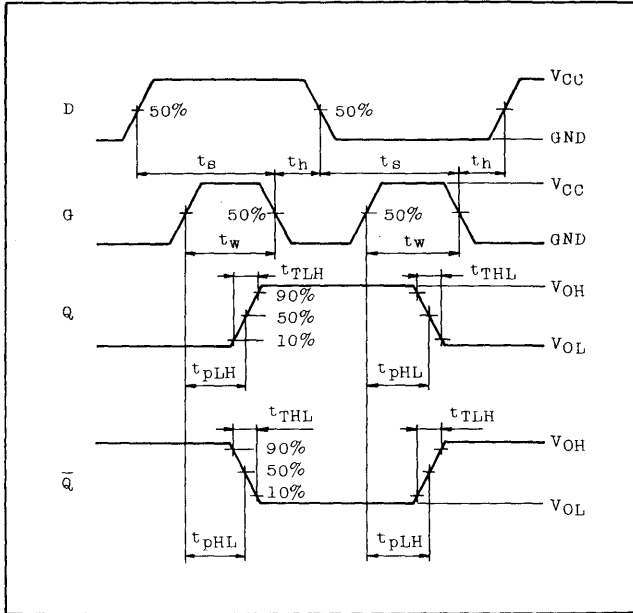 D 50% 50% VCC
GND
ts th ts th
G 50% 50% VCC
GND
tw tw
tTLH tTHL
Q 90% VOH
50%
10% VOL
tpLH tpHL
tTHL tTLH
Q̅ 90% VOH
50%
10% VOL
tpHL tpLH